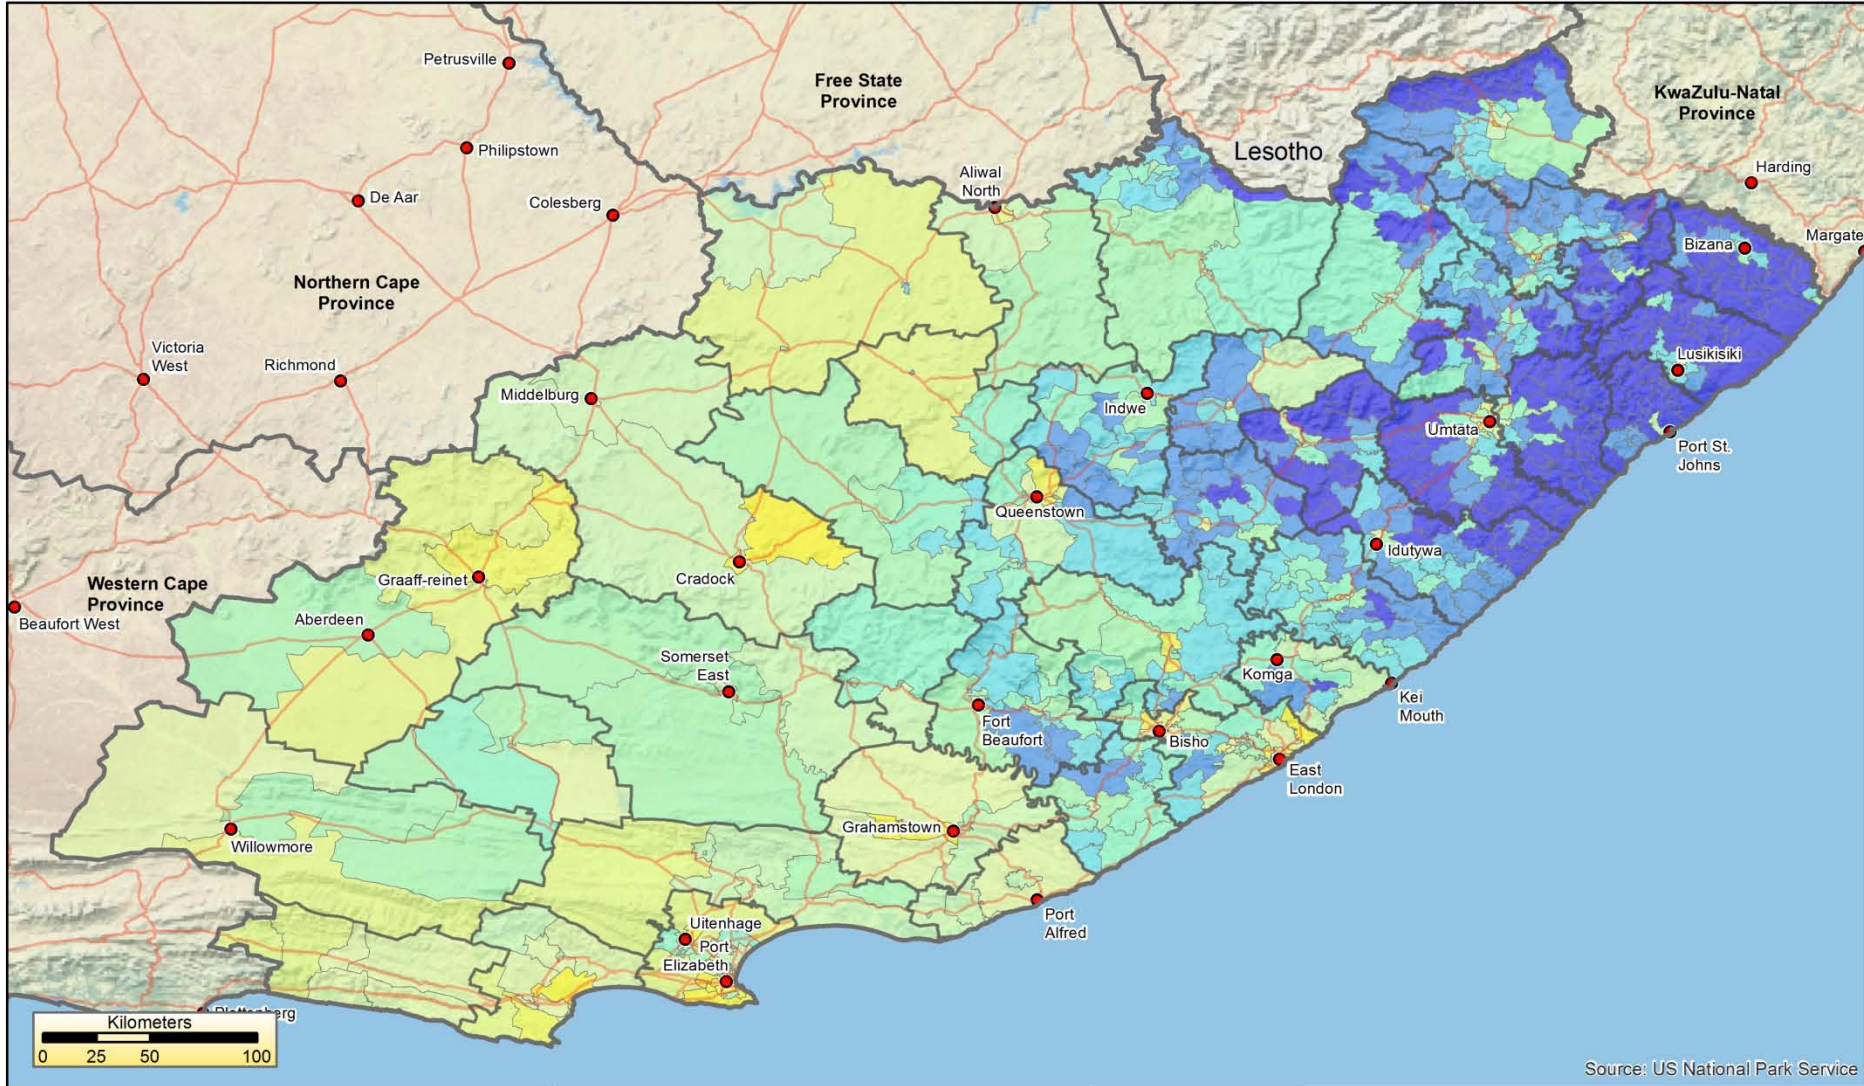 Petrusville
Free State
Province
KwaZulu-Natal
Province
Philipstown
Lesotho
Harding
De Aar
Colesberg
Aliwal
North
Bizana
Margate
Northern Cape
Province
Victoria
West
Richmond
Middelburg
Indwe
Lusikisiki
Umtata
Port St.
Johns
Queenstown
Idutywa
Cradock
Graaff-reinet
Western Cape
Province
Beaufort West
Aberdeen
Somerset
East
Komga
Kei
Mouth
Fort
Beaufort
Bisho
East
London
Grahamstown
Willowmore
Port
Alfred
Uitenhage
Port
Elizabeth
Kilometers
0 25 50 100
Source: US National Park Service